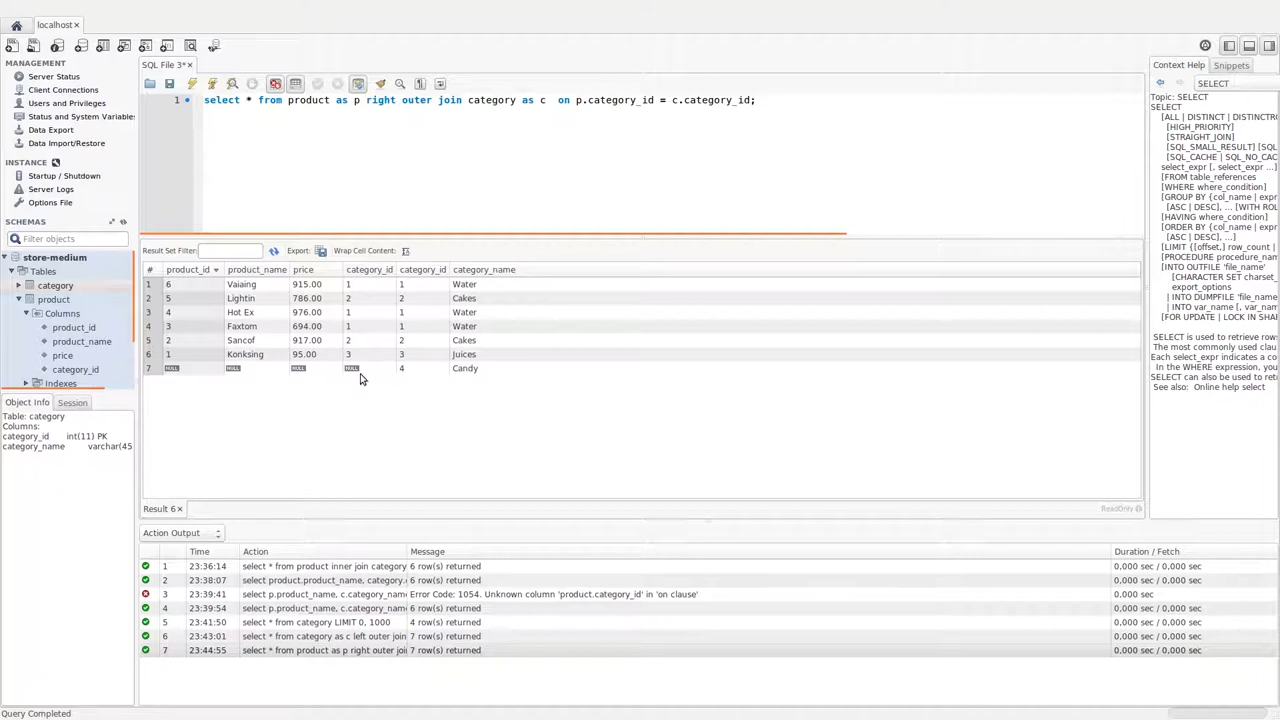 localhost ×
MANAGEMENT
Server Status
Client Connections
Users and Privileges
Status and System Variable
Data Export
Data Import/Restore
INSTANCE
Startup / Shutdown
Server Logs
Options File
SCHEMAS
Filter objects
store-medium
Tables
category
product
Columns
product_id
product_name
price
category_id
Indexes
Object Info Session
Table: category
Columns:
category_id int(11) PK
category_name varchar(45
Query Completed
SQL File 3* ×
1 select * from product as p right outer join category as c on p.category_id = c.category_id;
Result Set Filter: Export: Wrap Cell Content:
# product_id product_name price category_id category_id category_name
1 6 Vaiaing 915.00 1 1 Water
2 5 Lightin 786.00 2 2 Cakes
3 4 Hot Ex 976.00 1 1 Water
4 3 Faxtom 694.00 1 1 Water
5 2 Sancof 917.00 2 2 Cakes
6 1 Konksing 95.00 3 3 Juices
7 NULL NULL NULL NULL 4 Candy
Result 6 × ReadOnly
Action Output
Time Action Message Duration / Fetch
1 23:36:14 select * from product inner join category 6 row(s) returned 0,000 sec / 0,000 sec
2 23:38:07 select product.product_name, category. 6 row(s) returned 0,000 sec / 0,000 sec
3 23:39:41 select p.product_name, c.category_name Error Code: 1054. Unknown column 'product.category_id' in 'on clause' 0,000 sec
4 23:39:54 select p.product_name, c.category_name 6 row(s) returned 0,000 sec / 0,000 sec
5 23:41:50 select * from category LIMIT 0, 1000 4 row(s) returned 0,000 sec / 0,000 sec
6 23:43:01 select * from category as c left outer join 7 row(s) returned 0,000 sec / 0,000 sec
7 23:44:55 select * from product as p right outer joi 7 row(s) returned 0,000 sec / 0,000 sec
Context Help Snippets
SELECT
Topic: SELECT
SELECT
[ALL | DISTINCT | DISTINCTRO
[HIGH_PRIORITY]
[STRAIGHT_JOIN]
[SQL_SMALL_RESULT] [SQL
[SQL_CACHE | SQL_NO_CAC
select_expr [, select_expr ...]
[FROM table_references
[WHERE where_condition]
[GROUP BY {col_name | expr
[ASC | DESC], ... [WITH ROL
[HAVING where_condition]
[ORDER BY {col_name | expr
[ASC | DESC], ...]
[LIMIT {[offset,] row_count |
[PROCEDURE procedure_nam
[INTO OUTFILE 'file_name'
[CHARACTER SET charset_
export_options
| INTO DUMPFILE 'file_name
| INTO var_name [, var_name
[FOR UPDATE | LOCK IN SHA
SELECT is used to retrieve rows
The most commonly used clau
Each select_expr indicates a co
In the WHERE expression, you
SELECT can also be used to retr
See also: Online help select